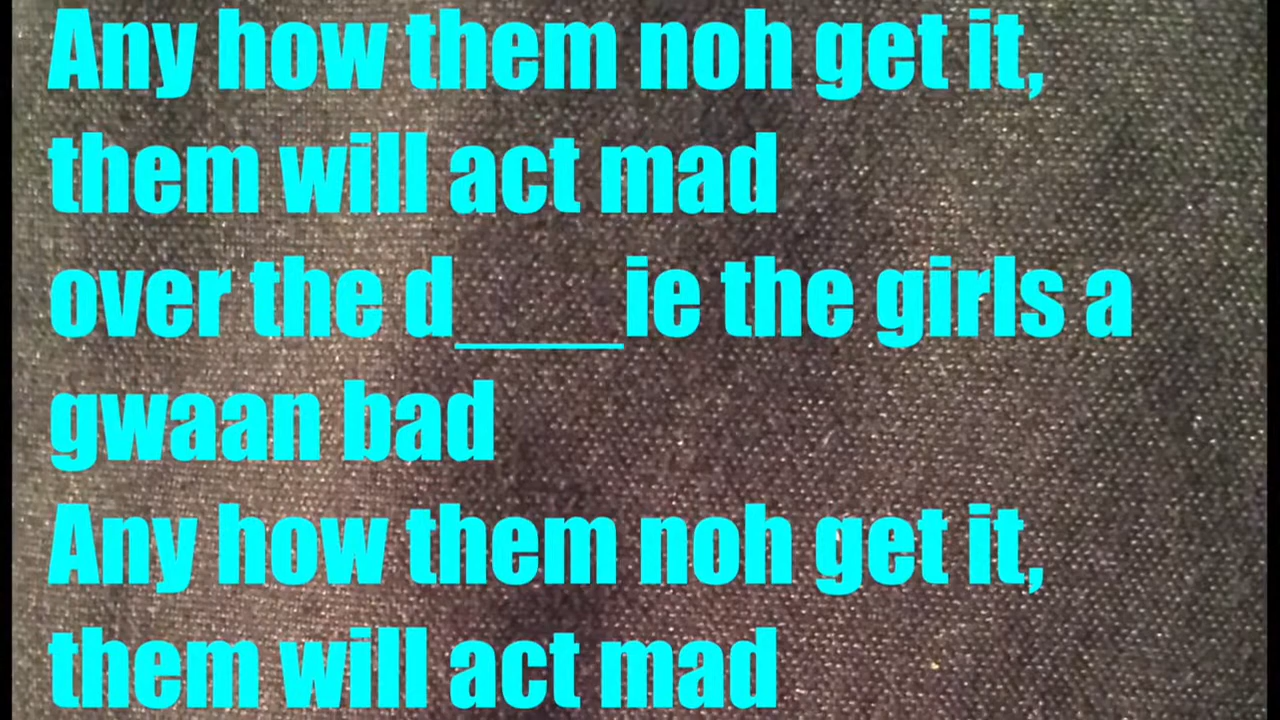 Any how them noh get it,
them will act mad
over the d____ie the girls a
gwaan bad
Any how them noh get it,
them will act mad